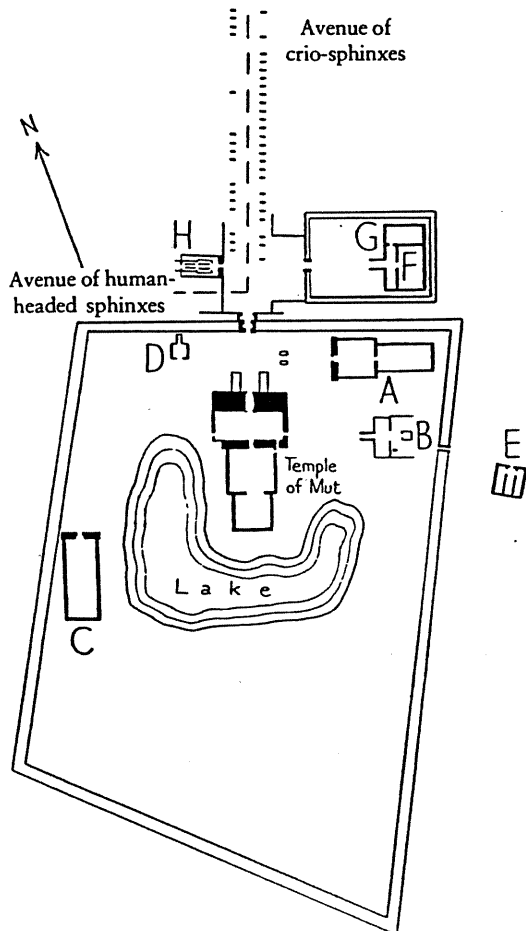 Avenue of
crio-sphinxes
N
H
G
F
Avenue of human-
headed sphinxes
D
A
B
E
Temple
of Mut
Lake
C